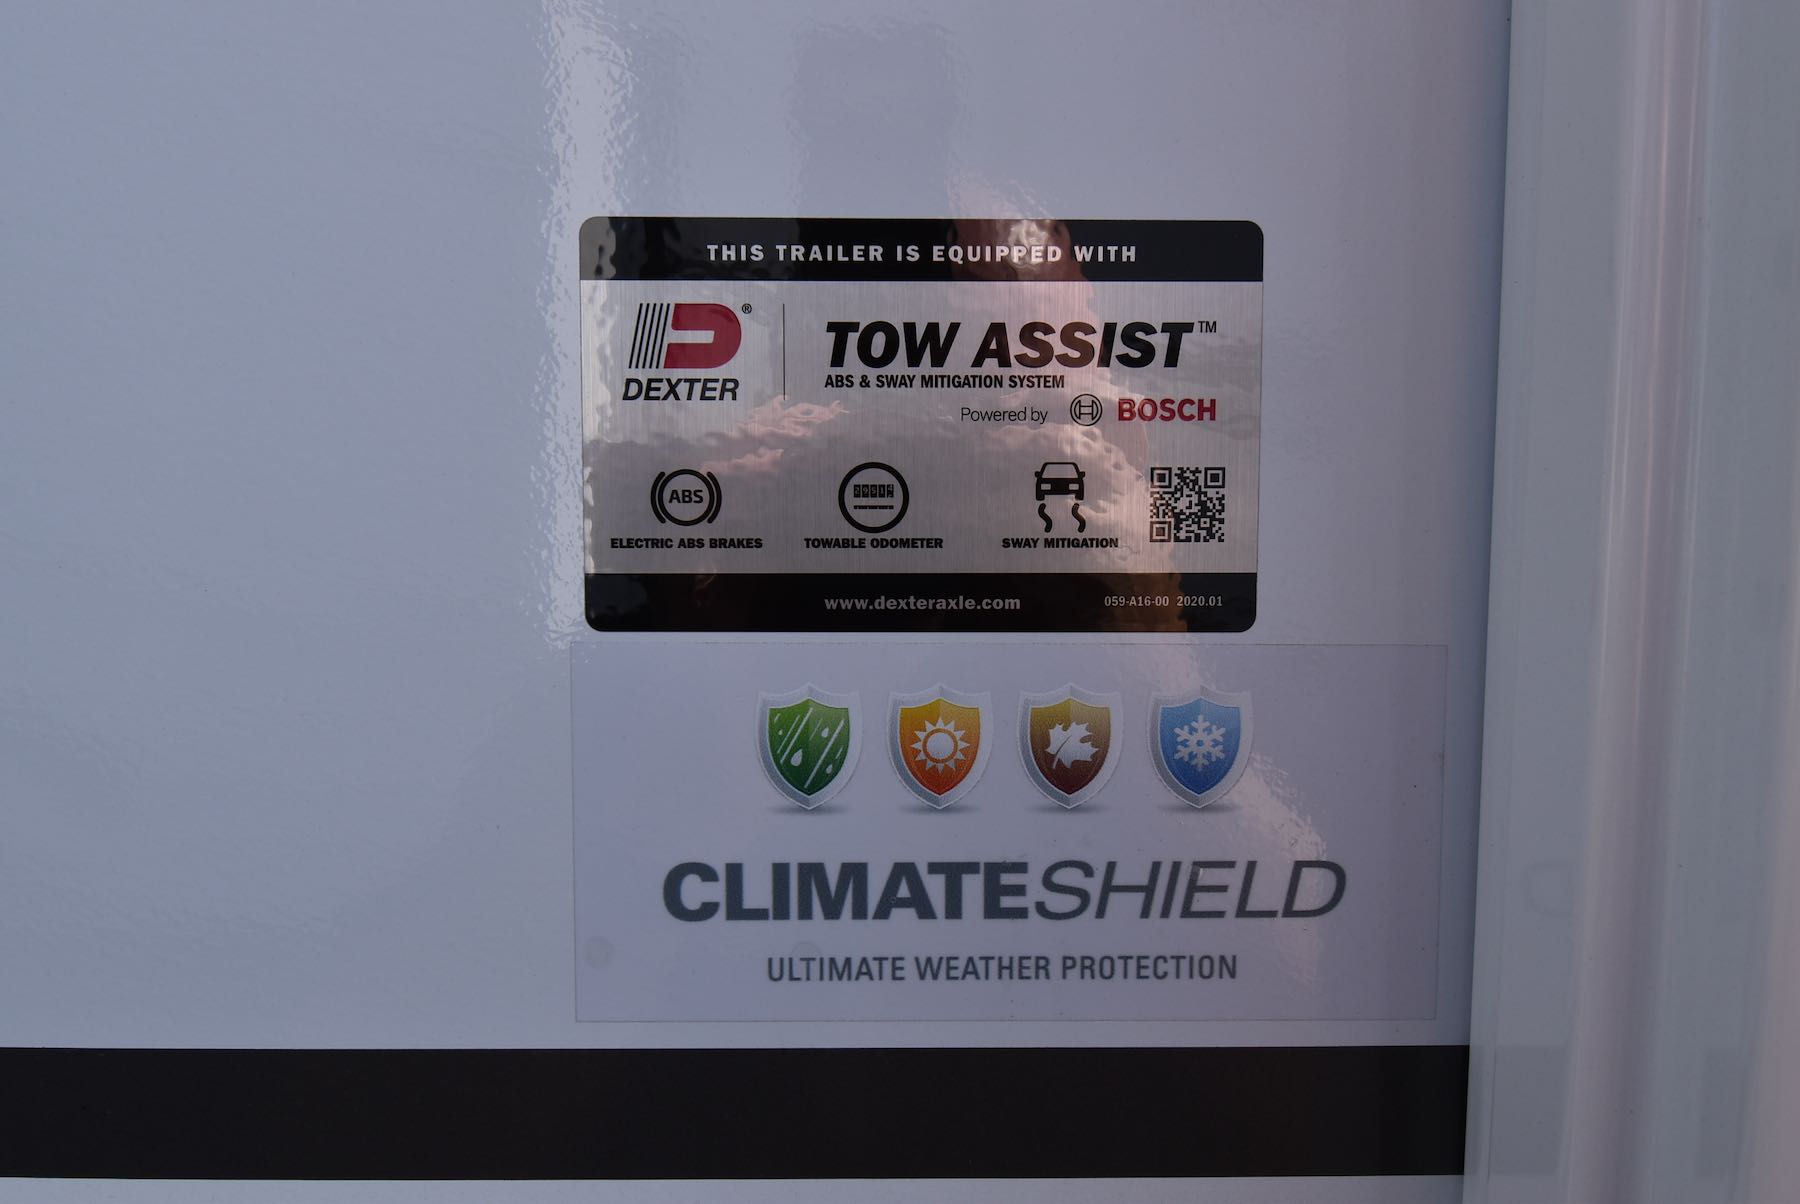 THIS TRAILER IS EQUIPPED WITH
DEXTER®
TOW ASSIST™
ABS & SWAY MITIGATION SYSTEM
Powered by BOSCH
ABS
ELECTRIC ABS BRAKES
TOWABLE ODOMETER
SWAY MITIGATION
www.dexteraxle.com
059-A16-00 2020.01
CLIMATESHIELD
ULTIMATE WEATHER PROTECTION